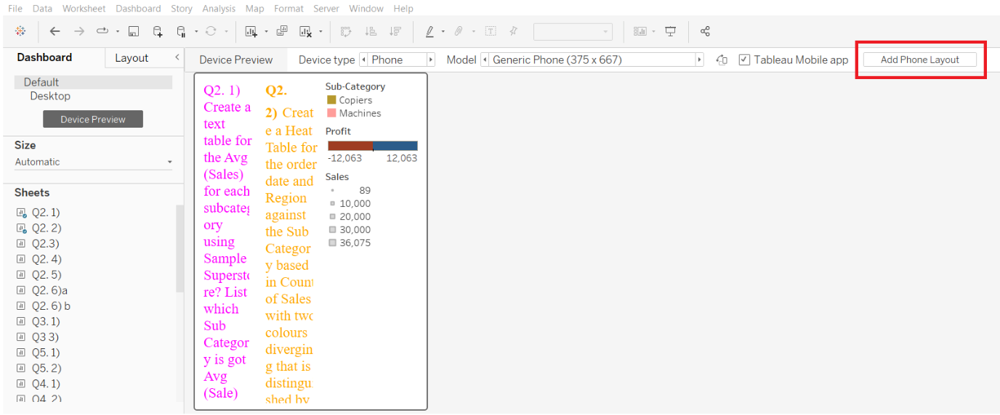 File Data Worksheet Dashboard Story Analysis Map Format Server Window Help
Dashboard Layout
Device Preview Device type Phone Model Generic Phone (375 x 667) Tableau Mobile app Add Phone Layout
Default
Desktop
Device Preview
Size
Automatic
Sheets
Q2. 1)
Q2. 2)
Q2.3)
Q2. 4)
Q2. 5)
Q2. 6)a
Q2. 6) b
Q3. 1)
Q3 3)
Q5. 1)
Q5. 2)
Q4. 1)
Q4. 2)
Q2. 1)
Create a
text
table for
the Avg
(Sales)
for each
subcateg
ory
using
Sample
Supersto
re? List
which
Sub
Categor
y is got
Avg
(Sale)
Q2.
2) Creat
e a Heat
Table for
the order
date and
Region
against
the Sub
Categor
y based
in Count
of Sales
with two
colours
divergin
g that is
distingu
shed by
Sub-Category
Copiers
Machines
Profit
-12,063 12,063
Sales
89
10,000
20,000
30,000
36,075